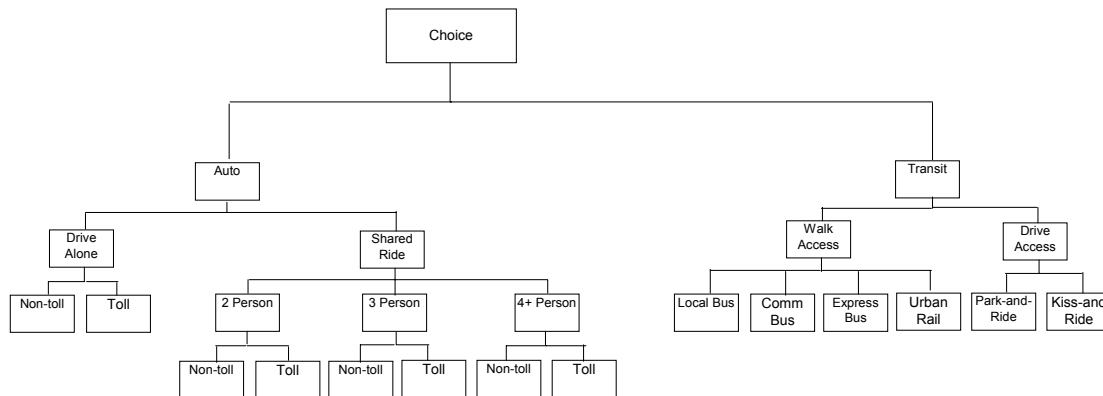 Choice
Auto
Transit
Drive
Alone
Shared
Ride
Walk
Access
Drive
Access
Non-toll
Toll
2 Person
3 Person
4+ Person
Local Bus
Comm
Bus
Express
Bus
Urban
Rail
Park-and-
Ride
Kiss-and
Ride
Non-toll
Toll
Non-toll
Toll
Non-toll
Toll